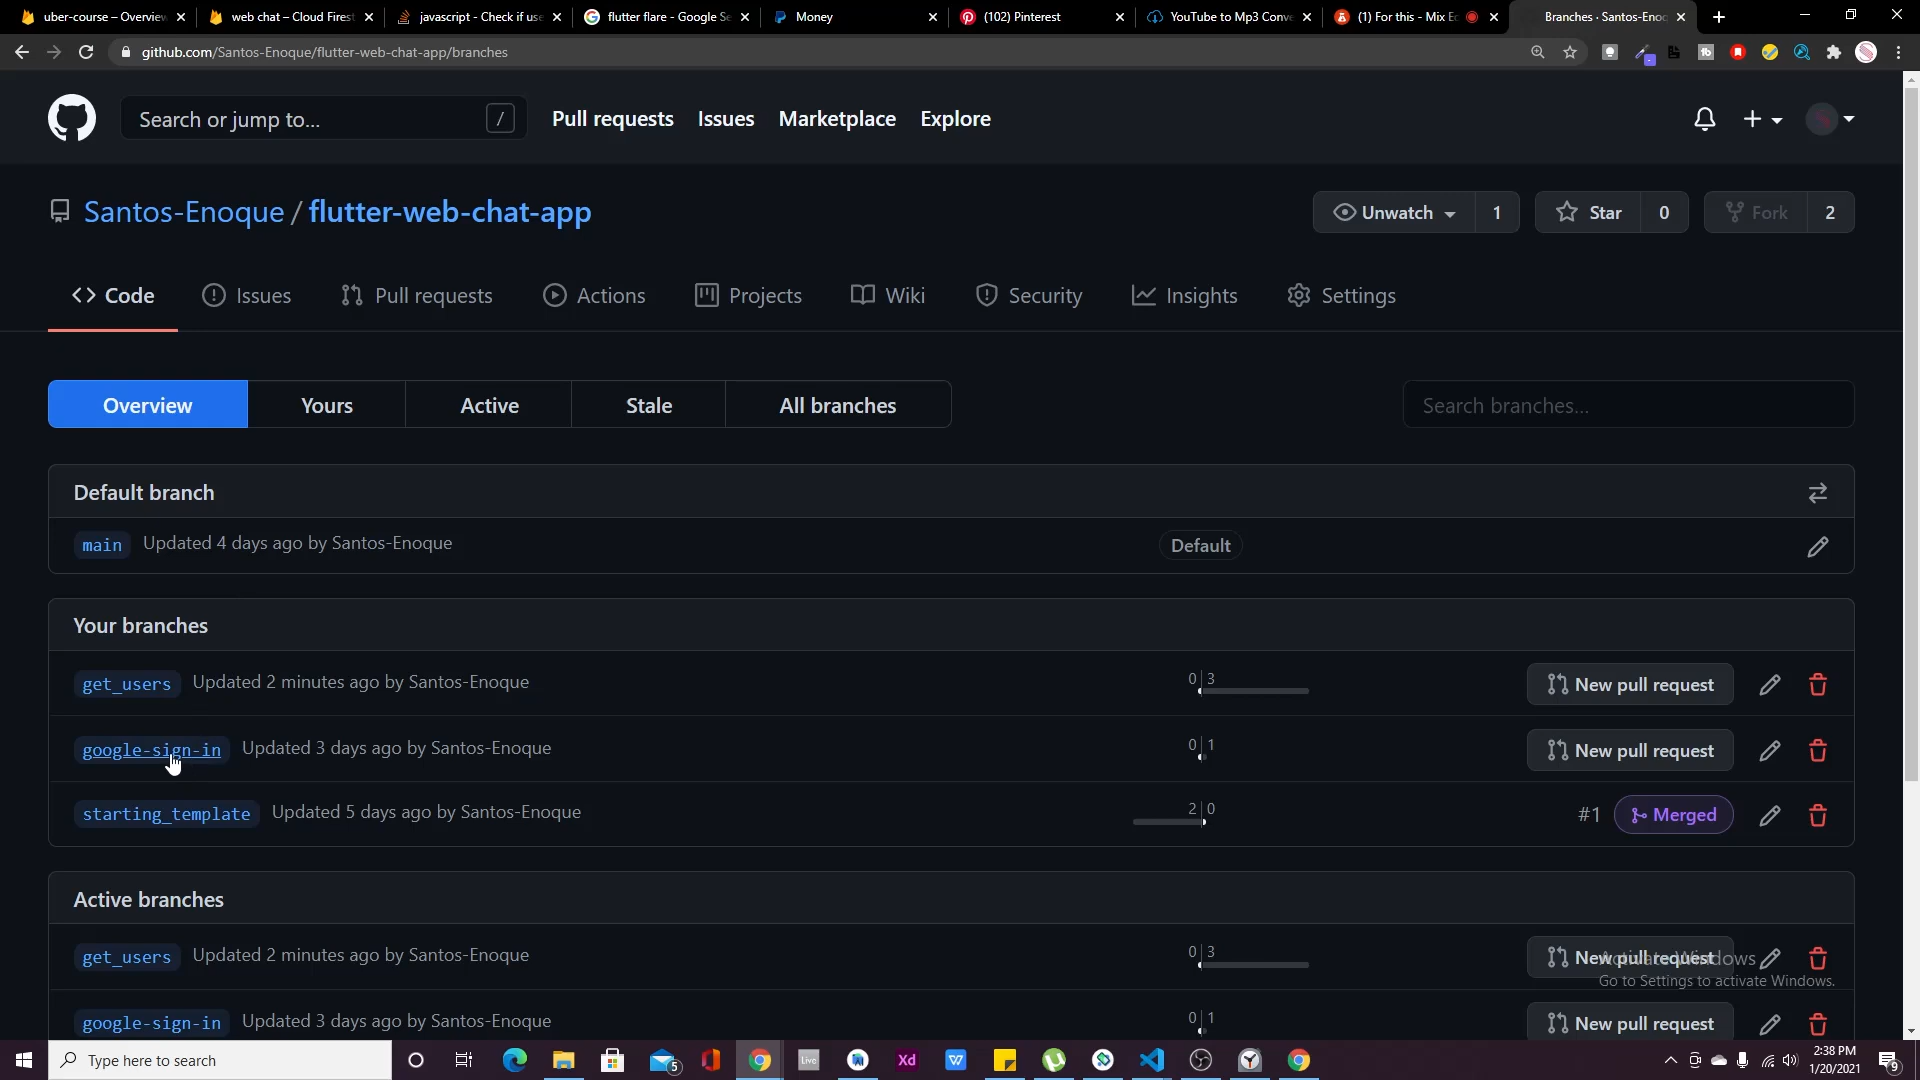 uber-course – Overview
web chat – Cloud Firest
javascript - Check if use
flutter flare - Google Se
Money
(102) Pinterest
YouTube to Mp3 Conve
(1) For this - Mix E
Branches · Santos-Enoq
github.com/Santos-Enoque/flutter-web-chat-app/branches
Search or jump to...
/
Pull requests
Issues
Marketplace
Explore
Santos-Enoque / flutter-web-chat-app
Unwatch 1
Star 0
Fork 2
Code
Issues
Pull requests
Actions
Projects
Wiki
Security
Insights
Settings
Overview
Yours
Active
Stale
All branches
Search branches...
Default branch
main Updated 4 days ago by Santos-Enoque
Default
Your branches
get_users Updated 2 minutes ago by Santos-Enoque
0 | 3
New pull request
google-sign-in Updated 3 days ago by Santos-Enoque
0 | 1
New pull request
starting_template Updated 5 days ago by Santos-Enoque
2 | 0
#1 Merged
Active branches
get_users Updated 2 minutes ago by Santos-Enoque
0 | 3
New pull request
Activate Windows
Go to Settings to activate Windows.
google-sign-in Updated 3 days ago by Santos-Enoque
0 | 1
New pull request
Type here to search
5
Live
Xd
2:38 PM
1/20/2021
9